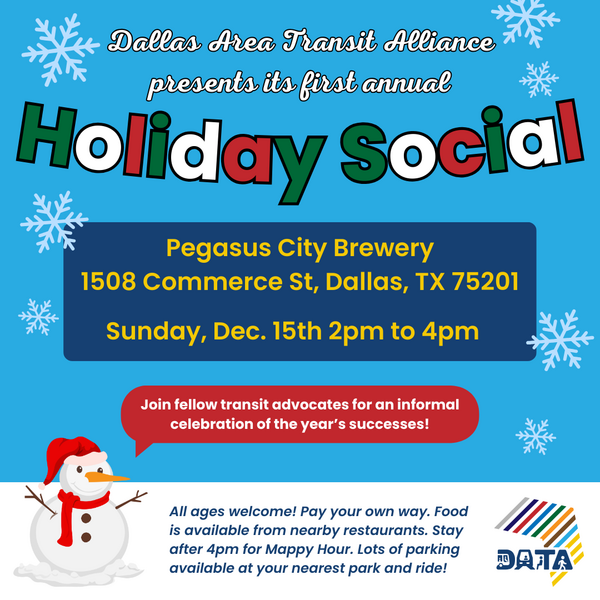 Dallas Area Transit Alliance
presents its first annual
Holiday Social
Pegasus City Brewery
1508 Commerce St, Dallas, TX 75201
Sunday, Dec. 15th 2pm to 4pm
Join fellow transit advocates for an informal
celebration of the year’s successes!
All ages welcome! Pay your own way. Food
is available from nearby restaurants. Stay
after 4pm for Mappy Hour. Lots of parking
available at your nearest park and ride!
DATA